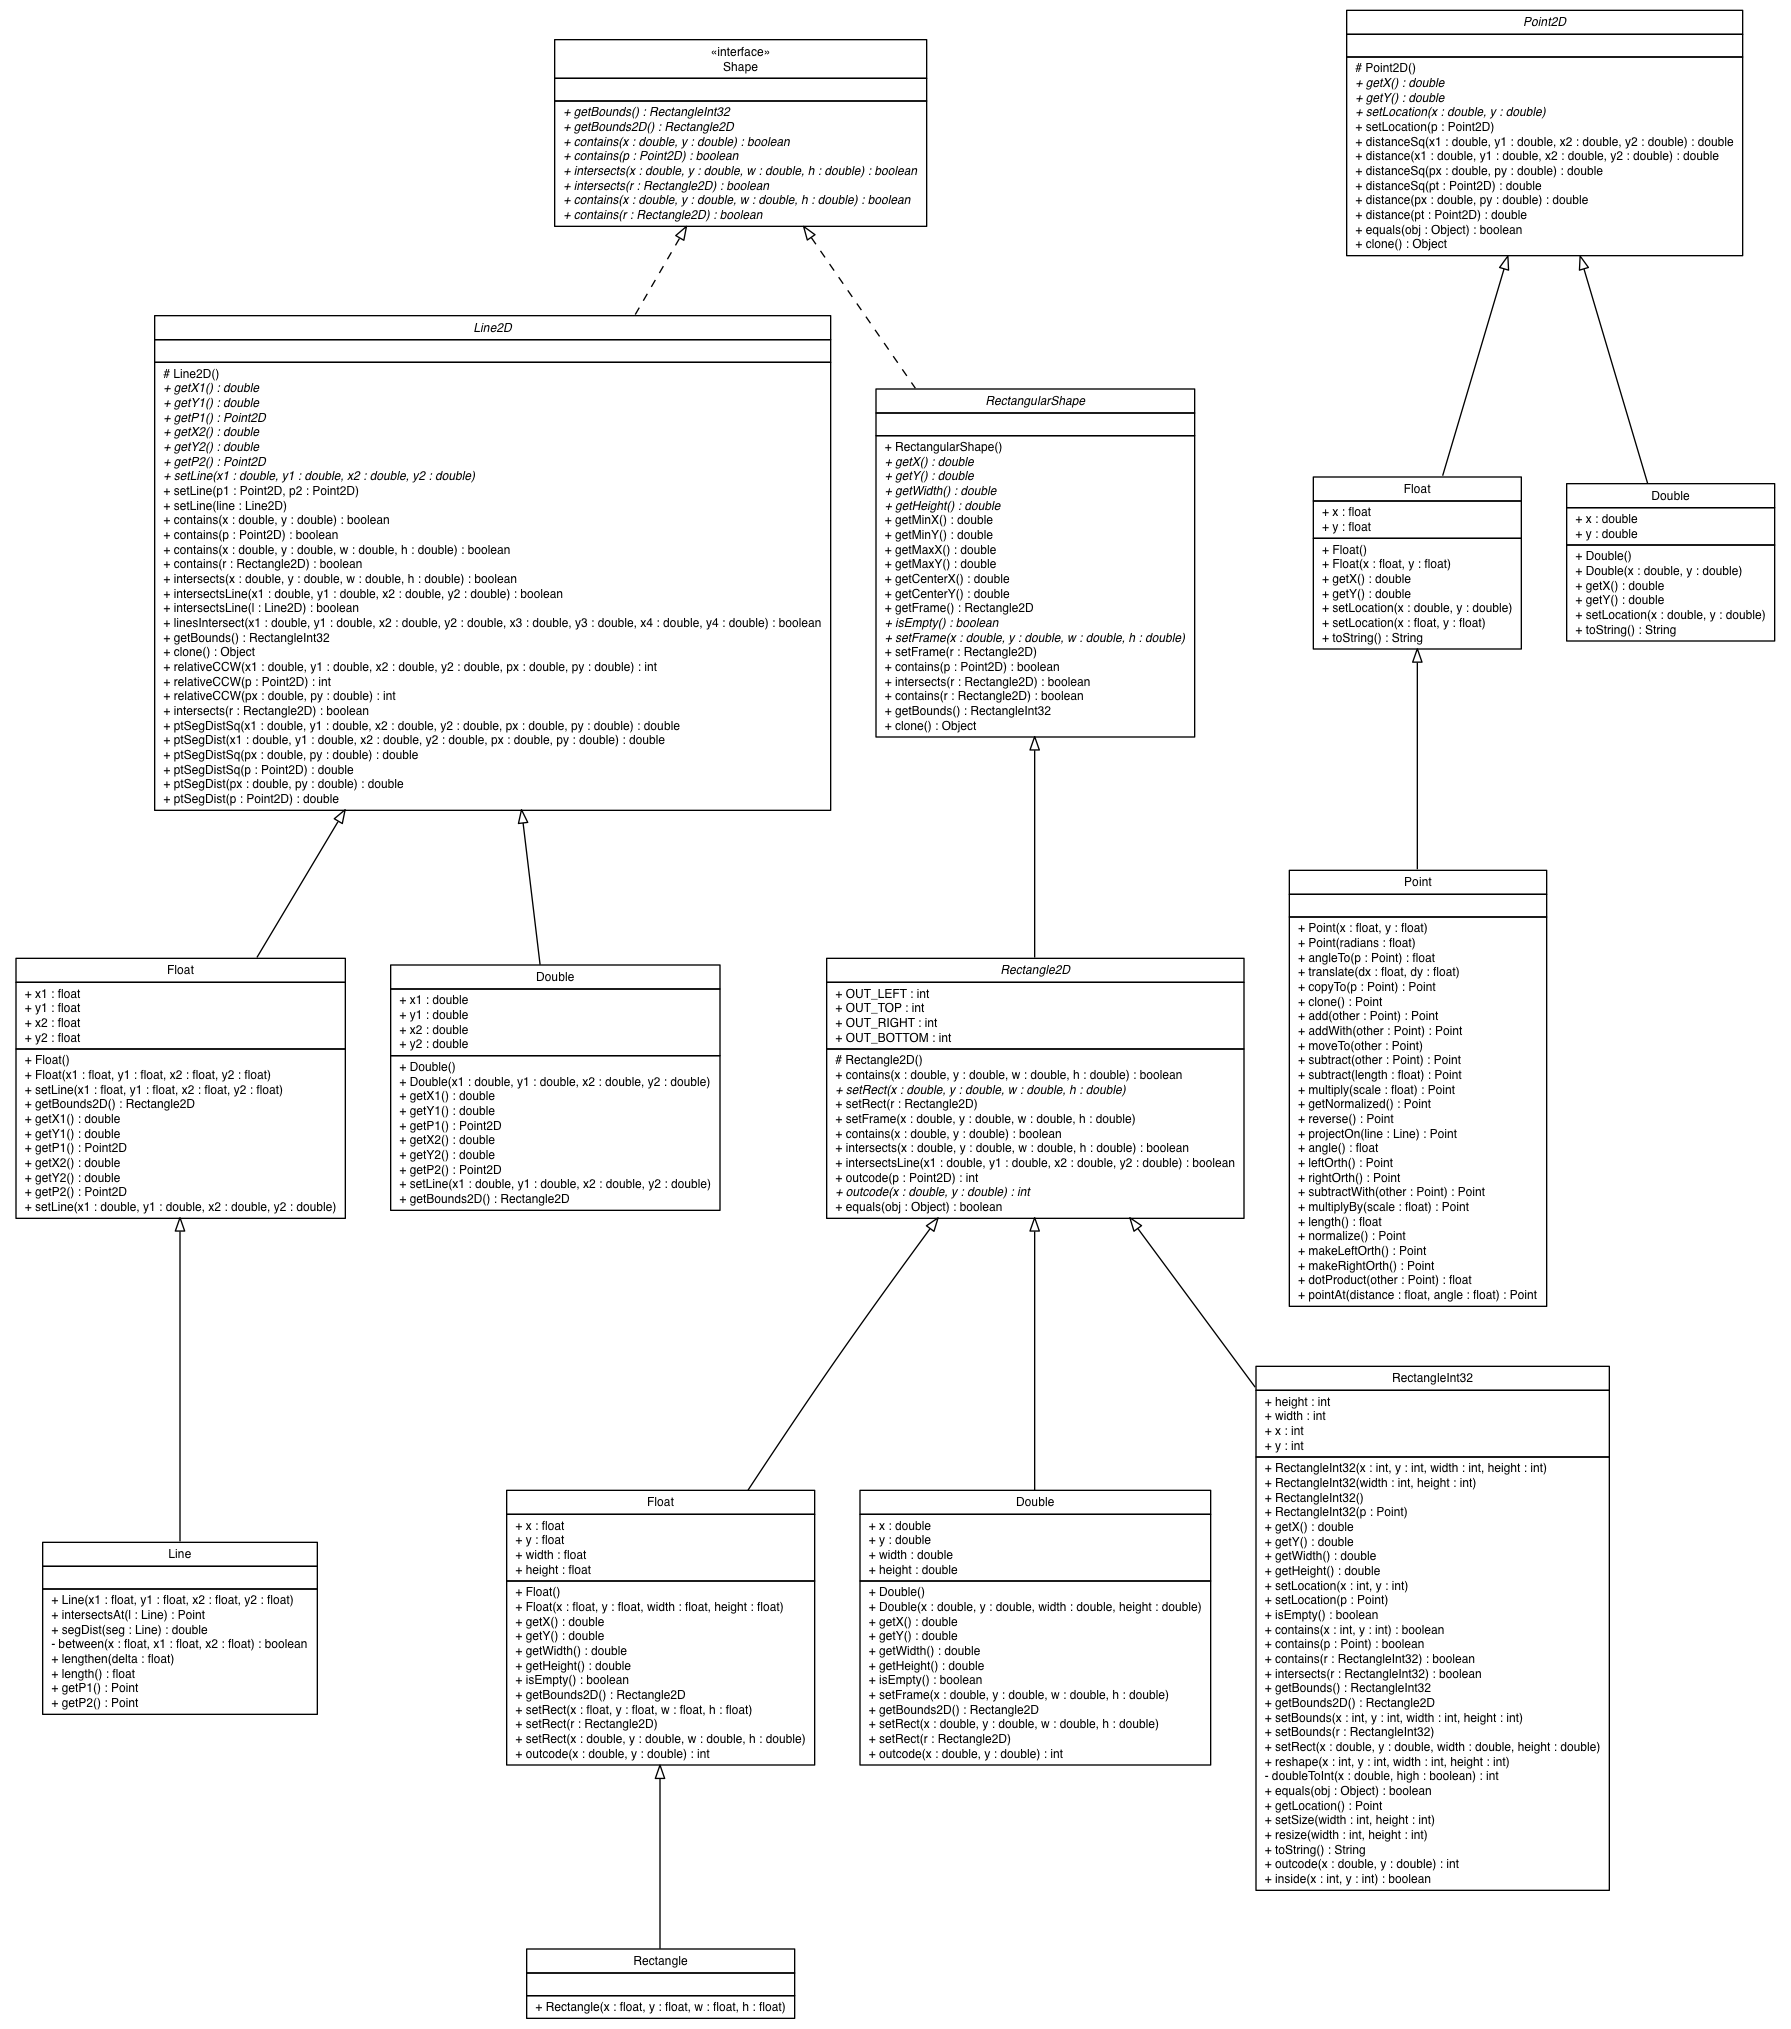 «interface»
Shape
+ getBounds() : RectangleInt32
+ getBounds2D() : Rectangle2D
+ contains(x : double, y : double) : boolean
+ contains(p : Point2D) : boolean
+ intersects(x : double, y : double, w : double, h : double) : boolean
+ intersects(r : Rectangle2D) : boolean
+ contains(x : double, y : double, w : double, h : double) : boolean
+ contains(r : Rectangle2D) : boolean
Point2D
# Point2D()
+ getX() : double
+ getY() : double
+ setLocation(x : double, y : double)
+ setLocation(p : Point2D)
+ distanceSq(x1 : double, y1 : double, x2 : double, y2 : double) : double
+ distance(x1 : double, y1 : double, x2 : double, y2 : double) : double
+ distanceSq(px : double, py : double) : double
+ distanceSq(pt : Point2D) : double
+ distance(px : double, py : double) : double
+ distance(pt : Point2D) : double
+ equals(obj : Object) : boolean
+ clone() : Object
Line2D
# Line2D()
+ getX1() : double
+ getY1() : double
+ getP1() : Point2D
+ getX2() : double
+ getY2() : double
+ getP2() : Point2D
+ setLine(x1 : double, y1 : double, x2 : double, y2 : double)
+ setLine(p1 : Point2D, p2 : Point2D)
+ setLine(line : Line2D)
+ contains(x : double, y : double) : boolean
+ contains(p : Point2D) : boolean
+ contains(x : double, y : double, w : double, h : double) : boolean
+ contains(r : Rectangle2D) : boolean
+ intersects(x : double, y : double, w : double, h : double) : boolean
+ intersectsLine(x1 : double, y1 : double, x2 : double, y2 : double) : boolean
+ intersectsLine(l : Line2D) : boolean
+ linesIntersect(x1 : double, y1 : double, x2 : double, y2 : double, x3 : double, y3 : double, x4 : double, y4 : double) : boolean
+ getBounds() : RectangleInt32
+ clone() : Object
+ relativeCCW(x1 : double, y1 : double, x2 : double, y2 : double, px : double, py : double) : int
+ relativeCCW(p : Point2D) : int
+ relativeCCW(px : double, py : double) : int
+ intersects(r : Rectangle2D) : boolean
+ ptSegDistSq(x1 : double, y1 : double, x2 : double, y2 : double, px : double, py : double) : double
+ ptSegDist(x1 : double, y1 : double, x2 : double, y2 : double, px : double, py : double) : double
+ ptSegDistSq(px : double, py : double) : double
+ ptSegDistSq(p : Point2D) : double
+ ptSegDist(px : double, py : double) : double
+ ptSegDist(p : Point2D) : double
RectangularShape
+ RectangularShape()
+ getX() : double
+ getY() : double
+ getWidth() : double
+ getHeight() : double
+ getMinX() : double
+ getMinY() : double
+ getMaxX() : double
+ getMaxY() : double
+ getCenterX() : double
+ getCenterY() : double
+ getFrame() : Rectangle2D
+ isEmpty() : boolean
+ setFrame(x : double, y : double, w : double, h : double)
+ setFrame(r : Rectangle2D)
+ contains(p : Point2D) : boolean
+ intersects(r : Rectangle2D) : boolean
+ contains(r : Rectangle2D) : boolean
+ getBounds() : RectangleInt32
+ clone() : Object
Float
+ x : float
+ y : float
+ Float()
+ Float(x : float, y : float)
+ getX() : double
+ getY() : double
+ setLocation(x : double, y : double)
+ setLocation(x : float, y : float)
+ toString() : String
Double
+ x : double
+ y : double
+ Double()
+ Double(x : double, y : double)
+ getX() : double
+ getY() : double
+ setLocation(x : double, y : double)
+ toString() : String
Point
+ Point(x : float, y : float)
+ Point(radians : float)
+ angleTo(p : Point) : float
+ translate(dx : float, dy : float)
+ copyTo(p : Point) : Point
+ clone() : Point
+ add(other : Point) : Point
+ addWith(other : Point) : Point
+ moveTo(other : Point)
+ subtract(other : Point) : Point
+ subtract(length : float) : Point
+ multiply(scale : float) : Point
+ getNormalized() : Point
+ reverse() : Point
+ projectOn(line : Line) : Point
+ angle() : float
+ leftOrth() : Point
+ rightOrth() : Point
+ subtractWith(other : Point) : Point
+ multiplyBy(scale : float) : Point
+ length() : float
+ normalize() : Point
+ makeLeftOrth() : Point
+ makeRightOrth() : Point
+ dotProduct(other : Point) : float
+ pointAt(distance : float, angle : float) : Point
Float
+ x1 : float
+ y1 : float
+ x2 : float
+ y2 : float
+ Float()
+ Float(x1 : float, y1 : float, x2 : float, y2 : float)
+ setLine(x1 : float, y1 : float, x2 : float, y2 : float)
+ getBounds2D() : Rectangle2D
+ getX1() : double
+ getY1() : double
+ getP1() : Point2D
+ getX2() : double
+ getY2() : double
+ getP2() : Point2D
+ setLine(x1 : double, y1 : double, x2 : double, y2 : double)
Double
+ x1 : double
+ y1 : double
+ x2 : double
+ y2 : double
+ Double()
+ Double(x1 : double, y1 : double, x2 : double, y2 : double)
+ getX1() : double
+ getY1() : double
+ getP1() : Point2D
+ getX2() : double
+ getY2() : double
+ getP2() : Point2D
+ setLine(x1 : double, y1 : double, x2 : double, y2 : double)
+ getBounds2D() : Rectangle2D
Rectangle2D
+ OUT_LEFT : int
+ OUT_TOP : int
+ OUT_RIGHT : int
+ OUT_BOTTOM : int
# Rectangle2D()
+ contains(x : double, y : double, w : double, h : double) : boolean
+ setRect(x : double, y : double, w : double, h : double)
+ setRect(r : Rectangle2D)
+ setFrame(x : double, y : double, w : double, h : double)
+ contains(x : double, y : double) : boolean
+ intersects(x : double, y : double, w : double, h : double) : boolean
+ intersectsLine(x1 : double, y1 : double, x2 : double, y2 : double) : boolean
+ outcode(p : Point2D) : int
+ outcode(x : double, y : double) : int
+ equals(obj : Object) : boolean
RectangleInt32
+ height : int
+ width : int
+ x : int
+ y : int
+ RectangleInt32(x : int, y : int, width : int, height : int)
+ RectangleInt32(width : int, height : int)
+ RectangleInt32()
+ RectangleInt32(p : Point)
+ getX() : double
+ getY() : double
+ getWidth() : double
+ getHeight() : double
+ setLocation(x : int, y : int)
+ setLocation(p : Point)
+ isEmpty() : boolean
+ contains(x : int, y : int) : boolean
+ contains(p : Point) : boolean
+ contains(r : RectangleInt32) : boolean
+ intersects(r : RectangleInt32) : boolean
+ getBounds() : RectangleInt32
+ getBounds2D() : Rectangle2D
+ setBounds(x : int, y : int, width : int, height : int)
+ setBounds(r : RectangleInt32)
+ setRect(x : double, y : double, width : double, height : double)
+ reshape(x : int, y : int, width : int, height : int)
- doubleToInt(x : double, high : boolean) : int
+ equals(obj : Object) : boolean
+ getLocation() : Point
+ setSize(width : int, height : int)
+ resize(width : int, height : int)
+ toString() : String
+ outcode(x : double, y : double) : int
+ inside(x : int, y : int) : boolean
Float
+ x : float
+ y : float
+ width : float
+ height : float
+ Float()
+ Float(x : float, y : float, width : float, height : float)
+ getX() : double
+ getY() : double
+ getWidth() : double
+ getHeight() : double
+ isEmpty() : boolean
+ getBounds2D() : Rectangle2D
+ setRect(x : float, y : float, w : float, h : float)
+ setRect(r : Rectangle2D)
+ setRect(x : double, y : double, w : double, h : double)
+ outcode(x : double, y : double) : int
Double
+ x : double
+ y : double
+ width : double
+ height : double
+ Double()
+ Double(x : double, y : double, width : double, height : double)
+ getX() : double
+ getY() : double
+ getWidth() : double
+ getHeight() : double
+ isEmpty() : boolean
+ setFrame(x : double, y : double, w : double, h : double)
+ getBounds2D() : Rectangle2D
+ setRect(x : double, y : double, w : double, h : double)
+ setRect(r : Rectangle2D)
+ outcode(x : double, y : double) : int
Line
+ Line(x1 : float, y1 : float, x2 : float, y2 : float)
+ intersectsAt(l : Line) : Point
+ segDist(seg : Line) : double
- between(x : float, x1 : float, x2 : float) : boolean
+ lengthen(delta : float)
+ length() : float
+ getP1() : Point
+ getP2() : Point
Rectangle
+ Rectangle(x : float, y : float, w : float, h : float)